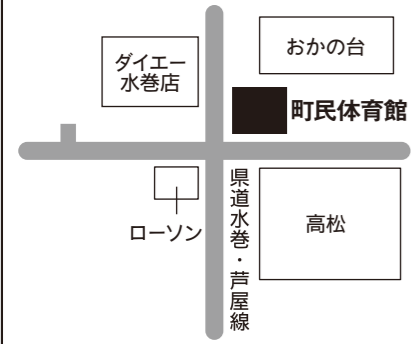 おかの台
ダイエー
水巻店
町民体育館
ローソン
県道水巻・芦屋線
高松